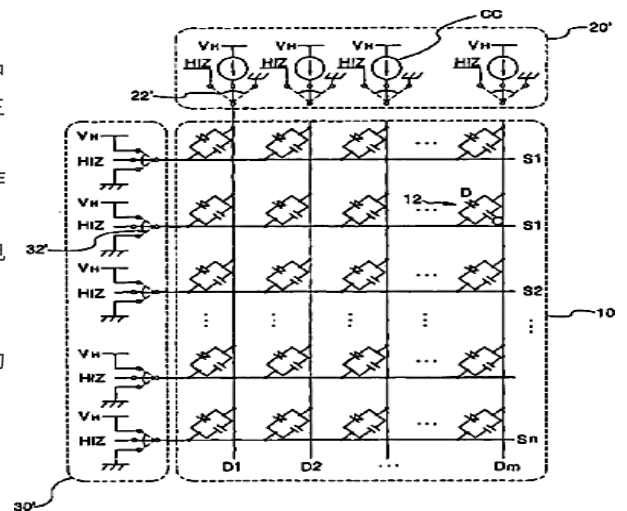 CC
VH VH VH VH
20'
HIZ HIZ HIZ HIZ
22'
VH
HIZ
S1
VH
12
D
HIZ
C
S1
32'
VH
HIZ
S2
10
VH
HIZ
VH
HIZ
Sn
D1 D2 Dm
30'